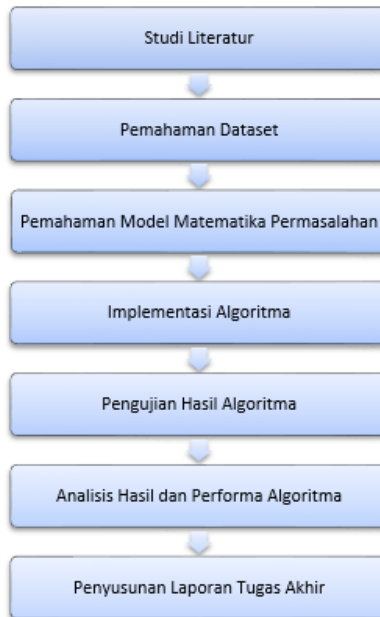 Studi Literatur
Pemahaman Dataset
Pemahaman Model Matematika Permasalahan
Implementasi Algoritma
Pengujian Hasil Algoritma
Analisis Hasil dan Performa Algoritma
Penyusunan Laporan Tugas Akhir